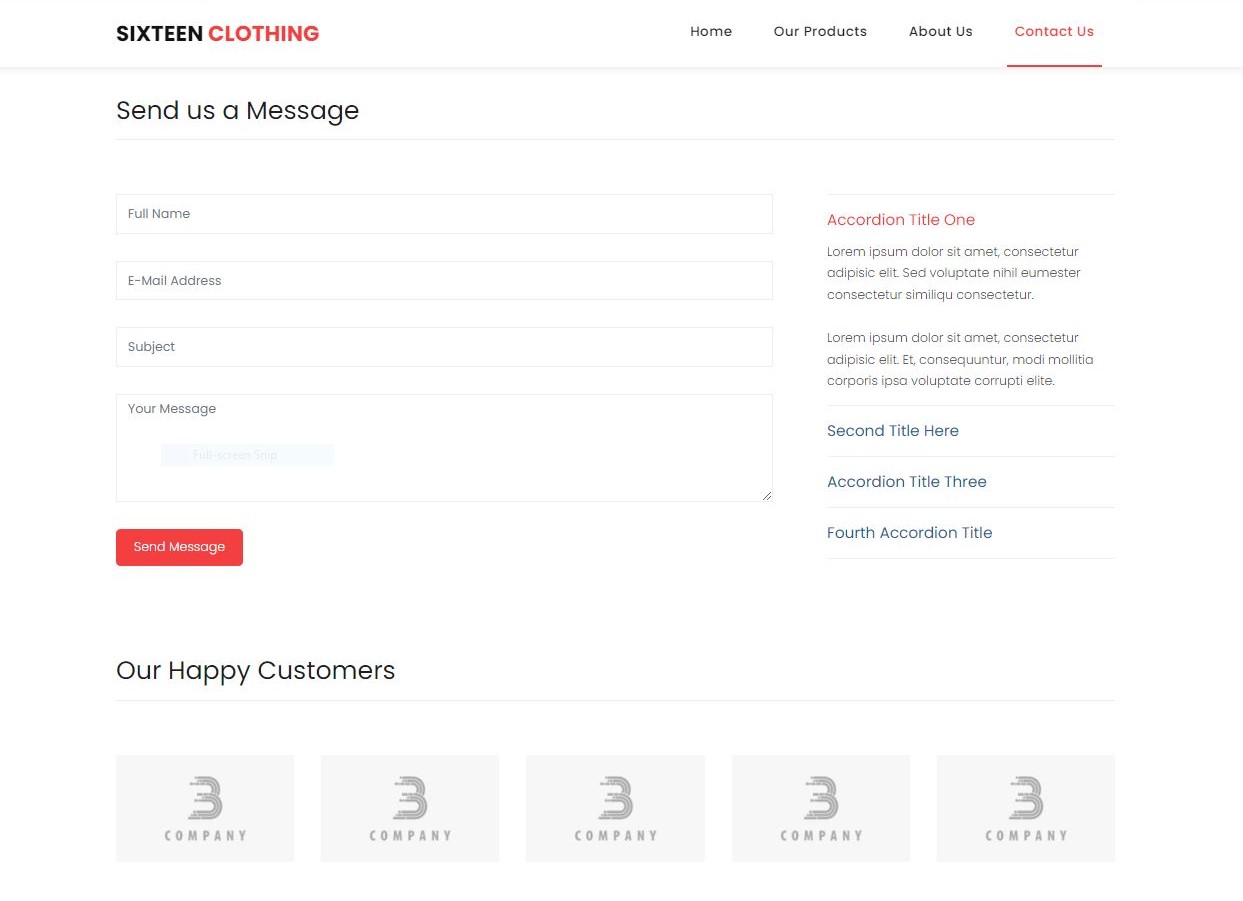 SIXTEEN CLOTHING
Home
Our Products
About Us
Contact Us
Send us a Message
Full Name
E-Mail Address
Subject
Your Message
Full-screen Snip
Send Message
Accordion Title One
Lorem ipsum dolor sit amet, consectetur
adipisic elit. Sed voluptate nihil eumester
consectetur similiqu consectetur.
Lorem ipsum dolor sit amet, consectetur
adipisic elit. Et, consequuntur, modi mollitia
corporis ipsa voluptate corrupti elite.
Second Title Here
Accordion Title Three
Fourth Accordion Title
Our Happy Customers
COMPANY
COMPANY
COMPANY
COMPANY
COMPANY